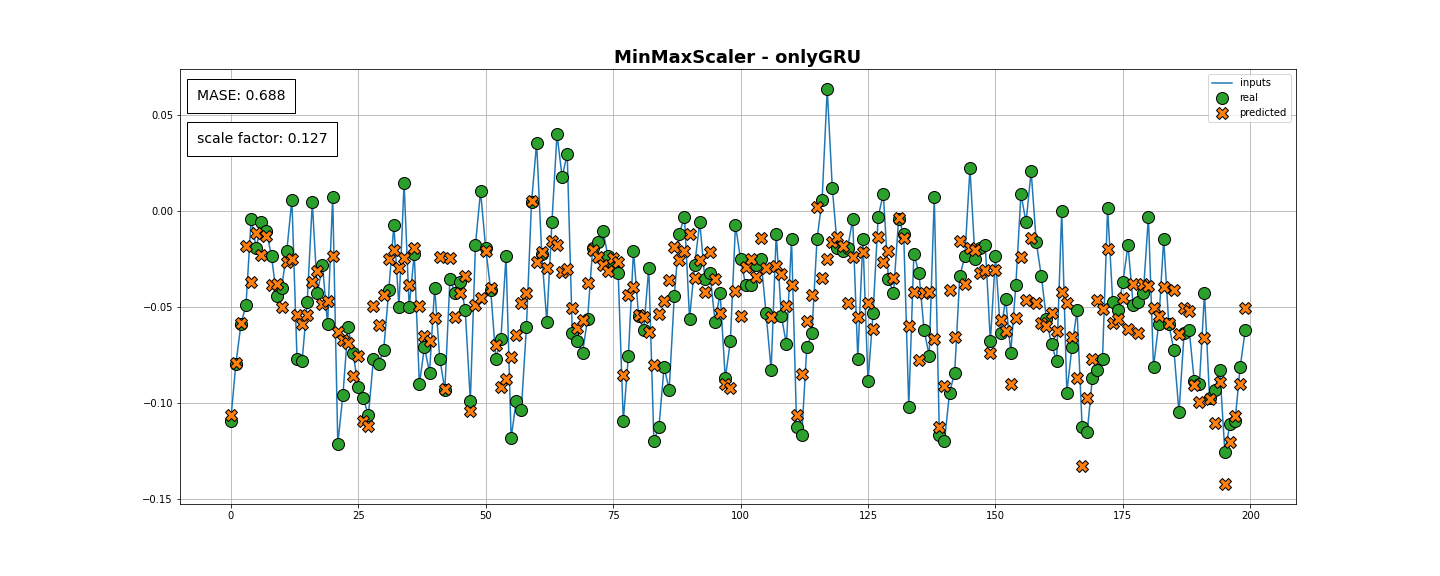 MinMaxScaler - onlyGRU
MASE: 0.688
scale factor: 0.127
inputs
real
predicted
0.05
0.00
−0.05
−0.10
−0.15
0 25 50 75 100 125 150 175 200